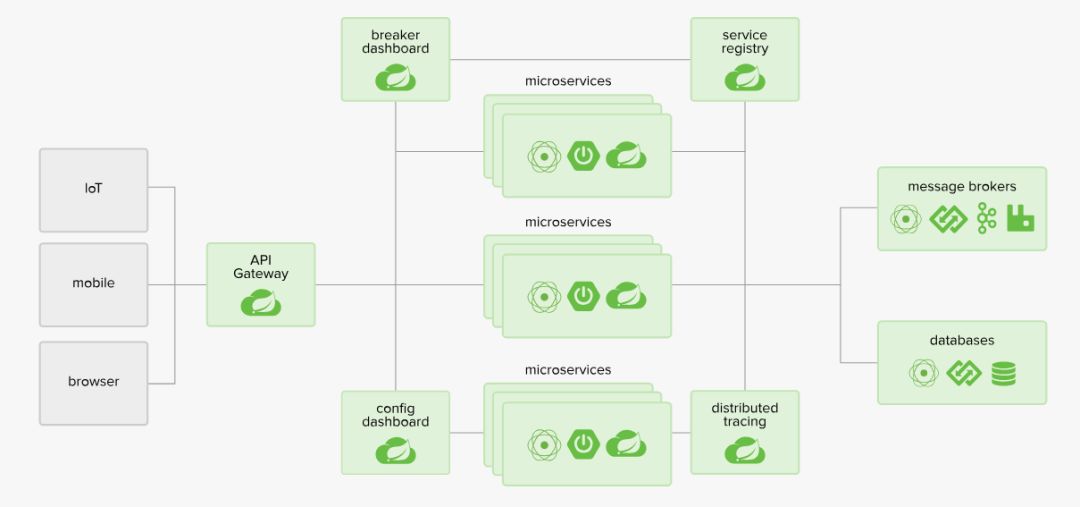 breaker
dashboard
service
registry
microservices
IoT
mobile
browser
API
Gateway
microservices
message brokers
databases
microservices
config
dashboard
distributed
tracing